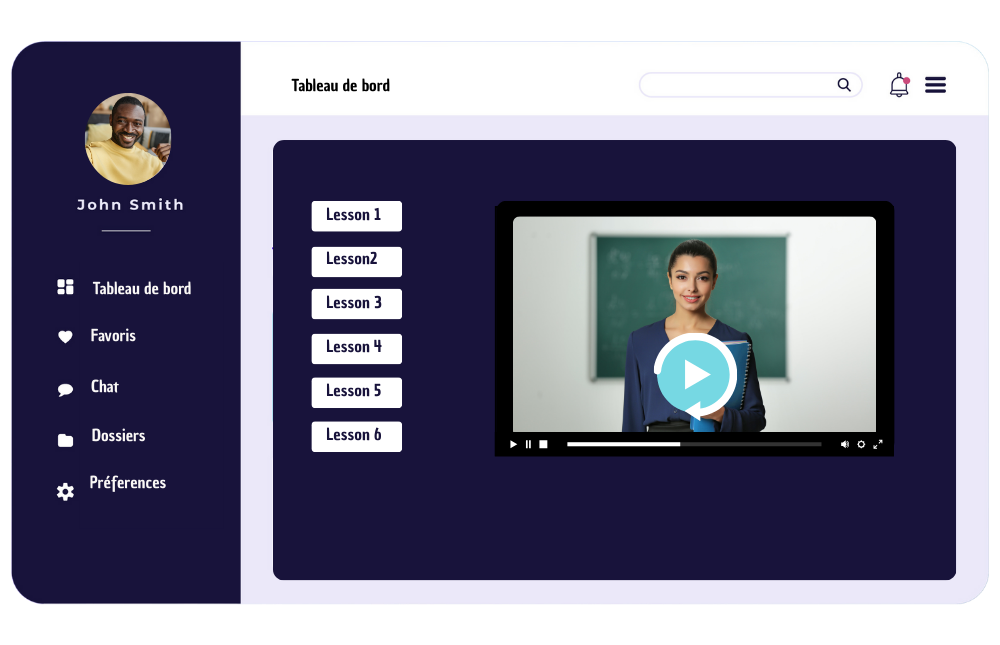 John Smith
Tableau de bord
Favoris
Chat
Dossiers
Préferences
Tableau de bord
Lesson 1
Lesson2
Lesson 3
Lesson 4
Lesson 5
Lesson 6